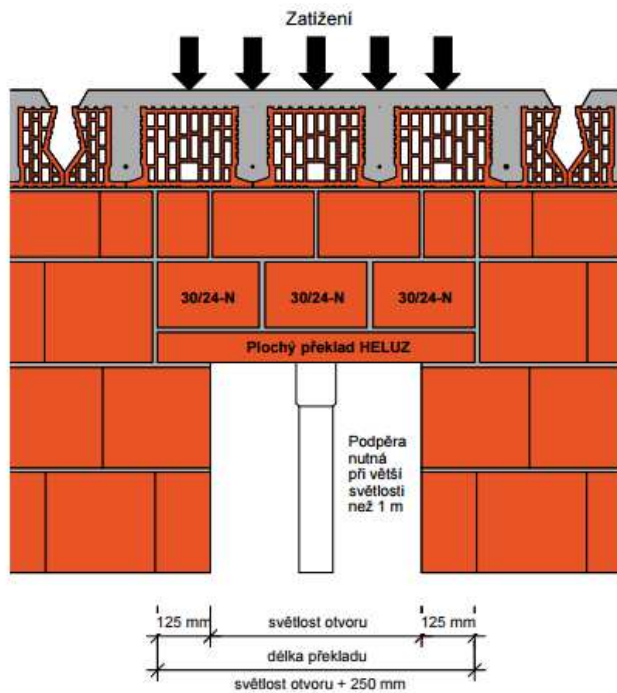 Zatížení
30/24-N 30/24-N 30/24-N
Plochý překlad HELUZ
Podpěra
nutná
při větší
světlosti
než 1 m
125 mm světlost otvoru 125 mm
délka překladu
světlost otvoru + 250 mm